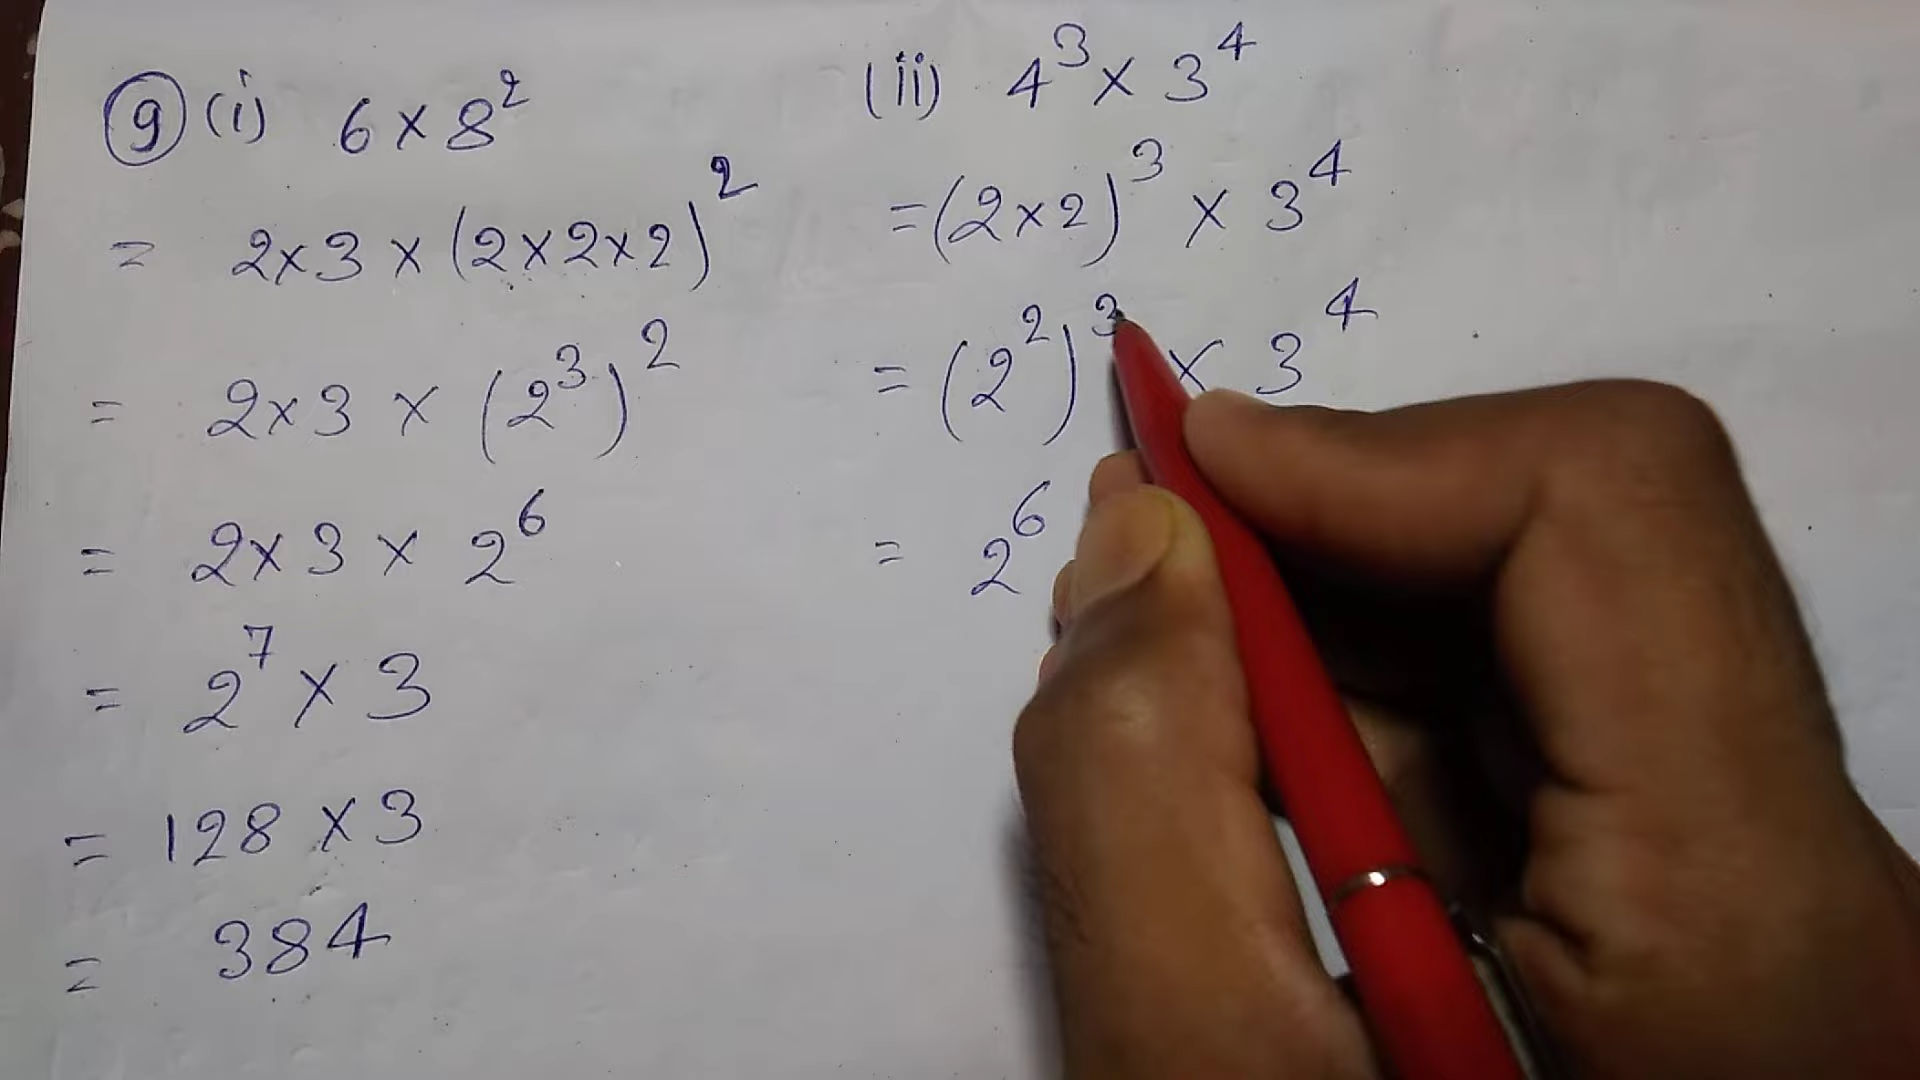 9 (i) 6 × 8²
= 2×3 × (2×2×2)²
= 2×3 × (2³)²
= 2×3 × 2⁶
= 2⁷ × 3
= 128 × 3
= 384
(ii) 4³ × 3⁴
= (2×2)³ × 3⁴
= (2²)³ × 3⁴
= 2⁶